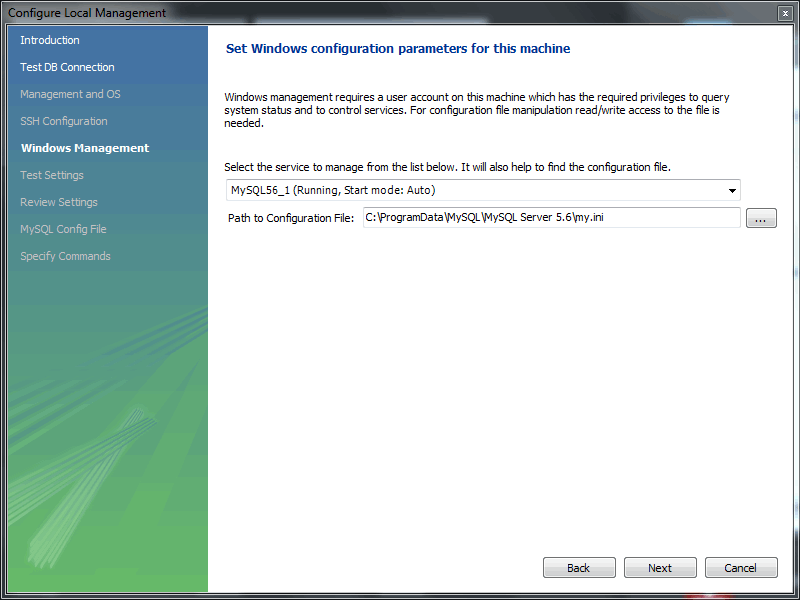 Configure Local Management
Introduction
Test DB Connection
Management and OS
SSH Configuration
Windows Management
Test Settings
Review Settings
MySQL Config File
Specify Commands
Set Windows configuration parameters for this machine
Windows management requires a user account on this machine which has the required privileges to query
system status and to control services. For configuration file manipulation read/write access to the file is
needed.
Select the service to manage from the list below. It will also help to find the configuration file.
MySQL56_1 (Running, Start mode: Auto)
Path to Configuration File: C:\ProgramData\MySQL\MySQL Server 5.6\my.ini ...
Back Next Cancel